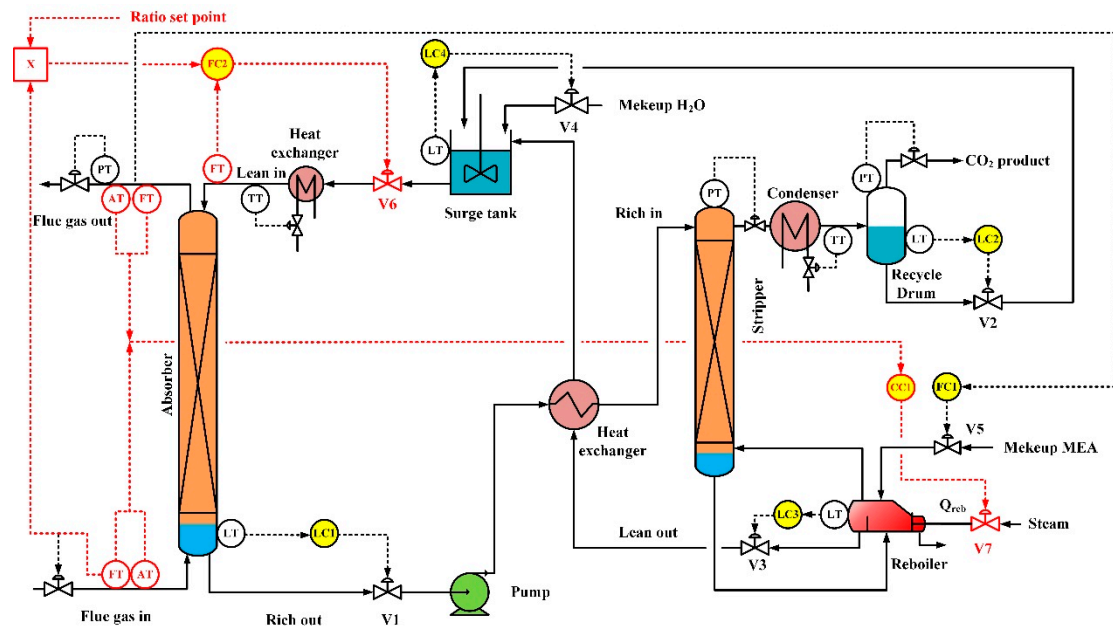 Ratio set point
X
FC2
LC4
Mekeup H₂O
V4
PT
Heat
exchanger
LT
PT
CO₂ product
FT
Lean in
AT
FT
TT
V6
Flue gas out
Surge tank
PT
Condenser
Rich in
TT
LT
LC2
Recycle
Drum
V2
Absorber
Stripper
CC1
FC1
V5
Heat
exchanger
Mekeup MEA
LT
LC1
LC3
LT
Qreb
Steam
Lean out
V3
Reboiler
V7
FT
AT
Flue gas in
Rich out
V1
Pump